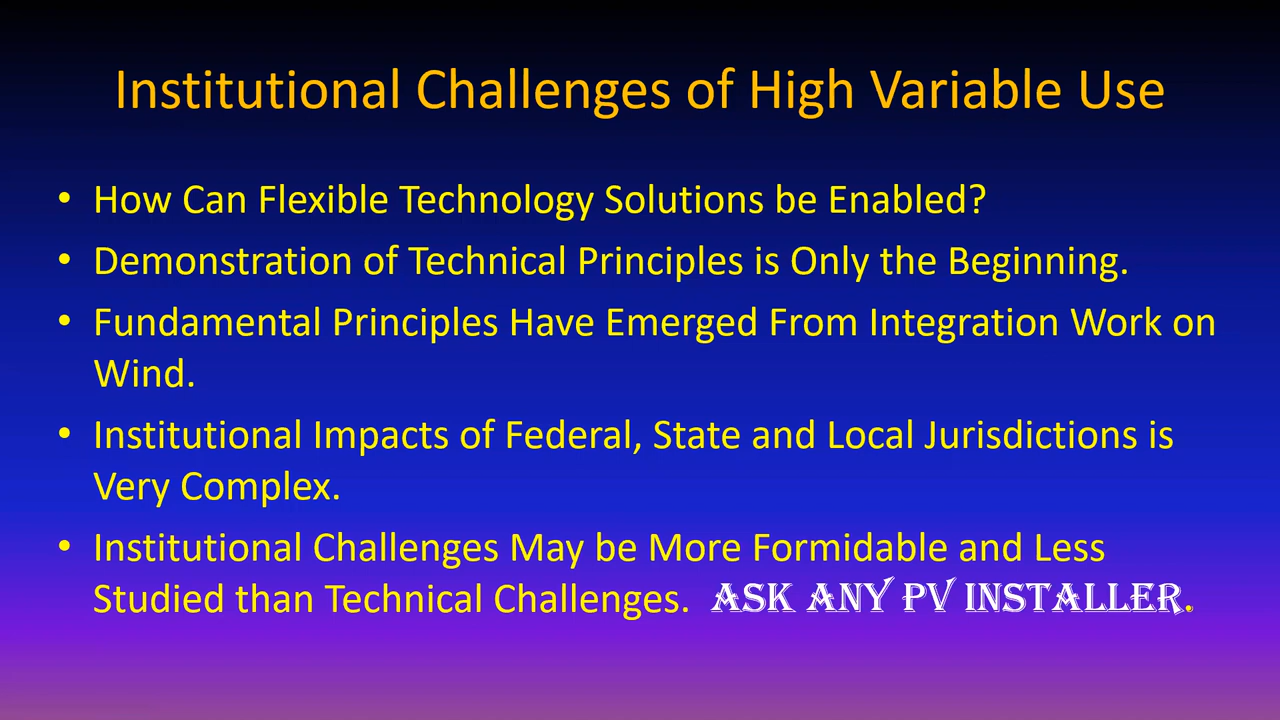 Institutional Challenges of High Variable Use
• How Can Flexible Technology Solutions be Enabled?
• Demonstration of Technical Principles is Only the Beginning.
• Fundamental Principles Have Emerged From Integration Work on
Wind.
• Institutional Impacts of Federal, State and Local Jurisdictions is
Very Complex.
• Institutional Challenges May be More Formidable and Less
Studied than Technical Challenges. ASK ANY PV INSTALLER.